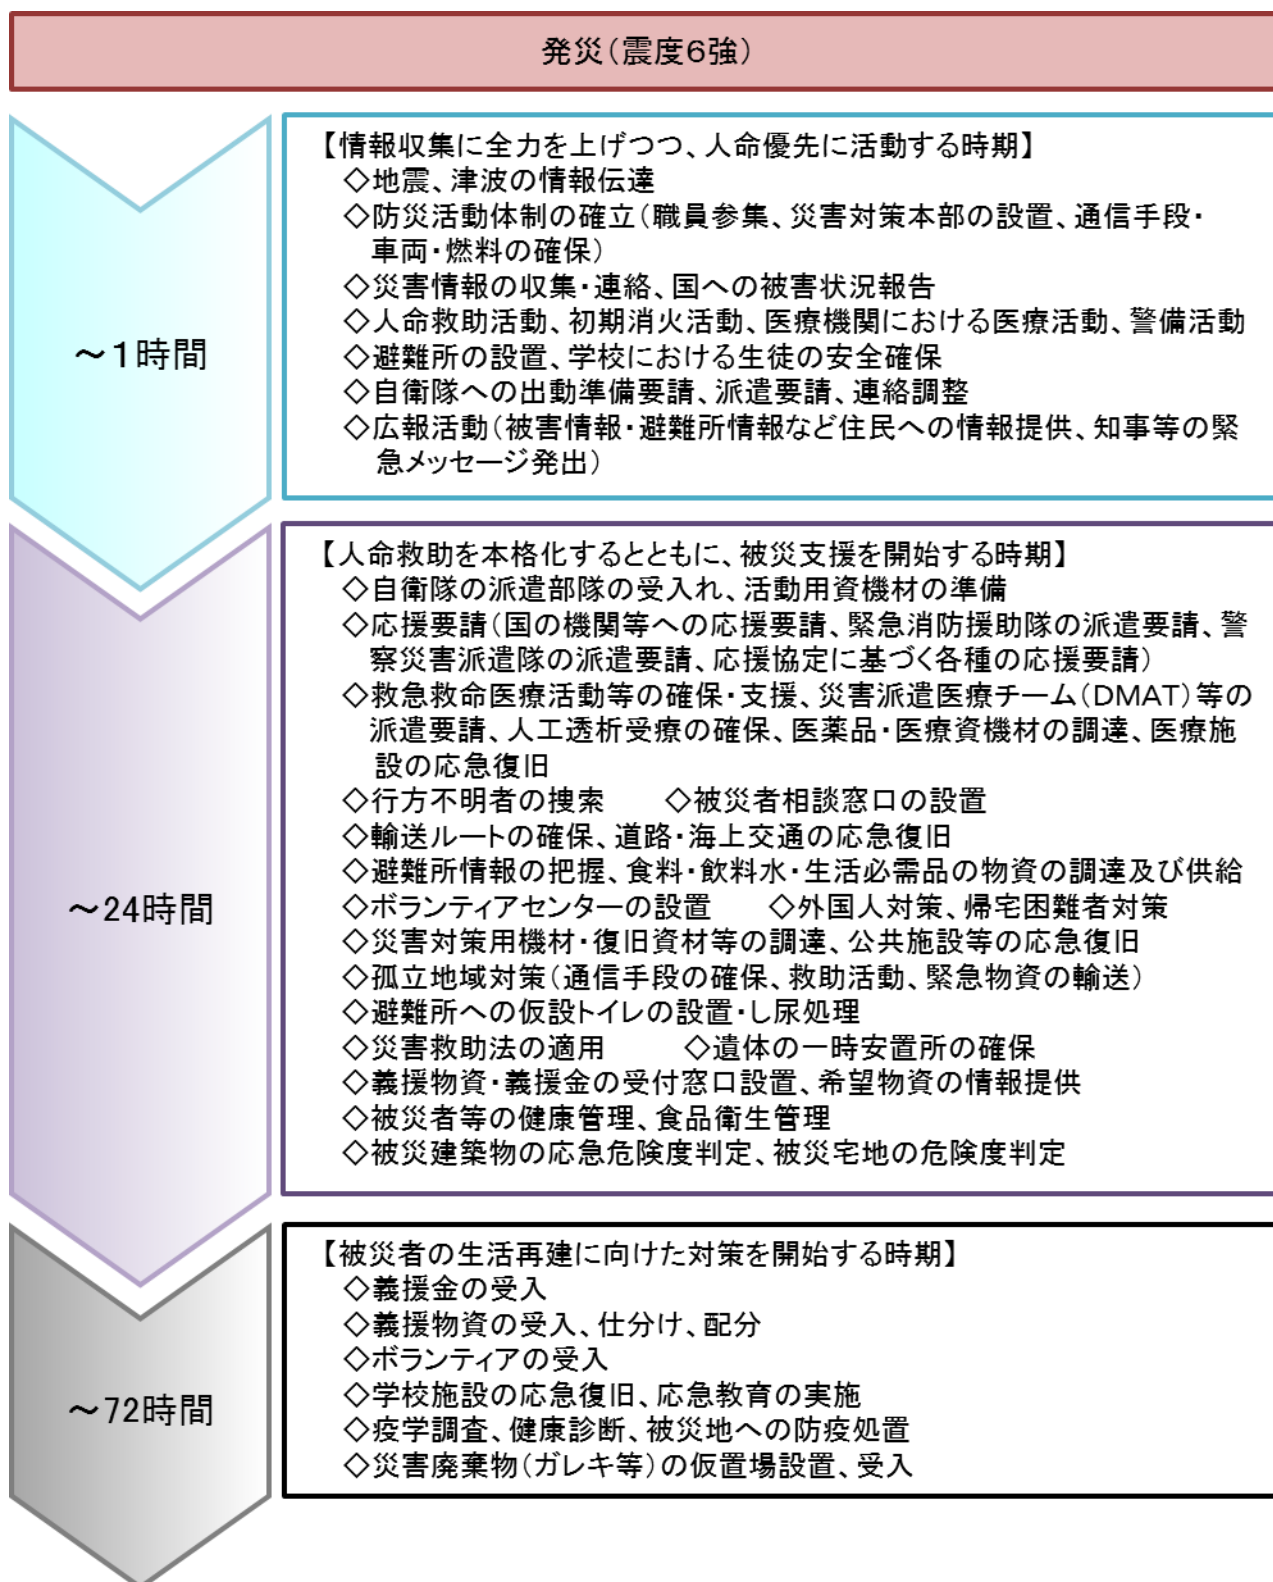 発災（震度６強）
～１時間
【情報収集に全力を上げつつ、人命優先に活動する時期】
◇地震、津波の情報伝達
◇防災活動体制の確立（職員参集、災害対策本部の設置、通信手段・
車両・燃料の確保）
◇災害情報の収集・連絡、国への被害状況報告
◇人命救助活動、初期消火活動、医療機関における医療活動、警備活動
◇避難所の設置、学校における生徒の安全確保
◇自衛隊への出動準備要請、派遣要請、連絡調整
◇広報活動（被害情報・避難所情報など住民への情報提供、知事等の緊
急メッセージ発出）
～24時間
【人命救助を本格化するとともに、被災支援を開始する時期】
◇自衛隊の派遣部隊の受入れ、活動用資機材の準備
◇応援要請（国の機関等への応援要請、緊急消防援助隊の派遣要請、警
察災害派遣隊の派遣要請、応援協定に基づく各種の応援要請）
◇救急救命医療活動等の確保・支援、災害派遣医療チーム（DMAT）等の
派遣要請、人工透析受療の確保、医薬品・医療資機材の調達、医療施
設の応急復旧
◇行方不明者の捜索　　◇被災者相談窓口の設置
◇輸送ルートの確保、道路・海上交通の応急復旧
◇避難所情報の把握、食料・飲料水・生活必需品の物資の調達及び供給
◇ボランティアセンターの設置　　◇外国人対策、帰宅困難者対策
◇災害対策用機材・復旧資材等の調達、公共施設等の応急復旧
◇孤立地域対策（通信手段の確保、救助活動、緊急物資の輸送）
◇避難所への仮設トイレの設置・し尿処理
◇災害救助法の適用　　◇遺体の一時安置所の確保
◇義援物資・義援金の受付窓口設置、希望物資の情報提供
◇被災者等の健康管理、食品衛生管理
◇被災建築物の応急危険度判定、被災宅地の危険度判定
～72時間
【被災者の生活再建に向けた対策を開始する時期】
◇義援金の受入
◇義援物資の受入、仕分け、配分
◇ボランティアの受入
◇学校施設の応急復旧、応急教育の実施
◇疫学調査、健康診断、被災地への防疫処置
◇災害廃棄物（ガレキ等）の仮置場設置、受入